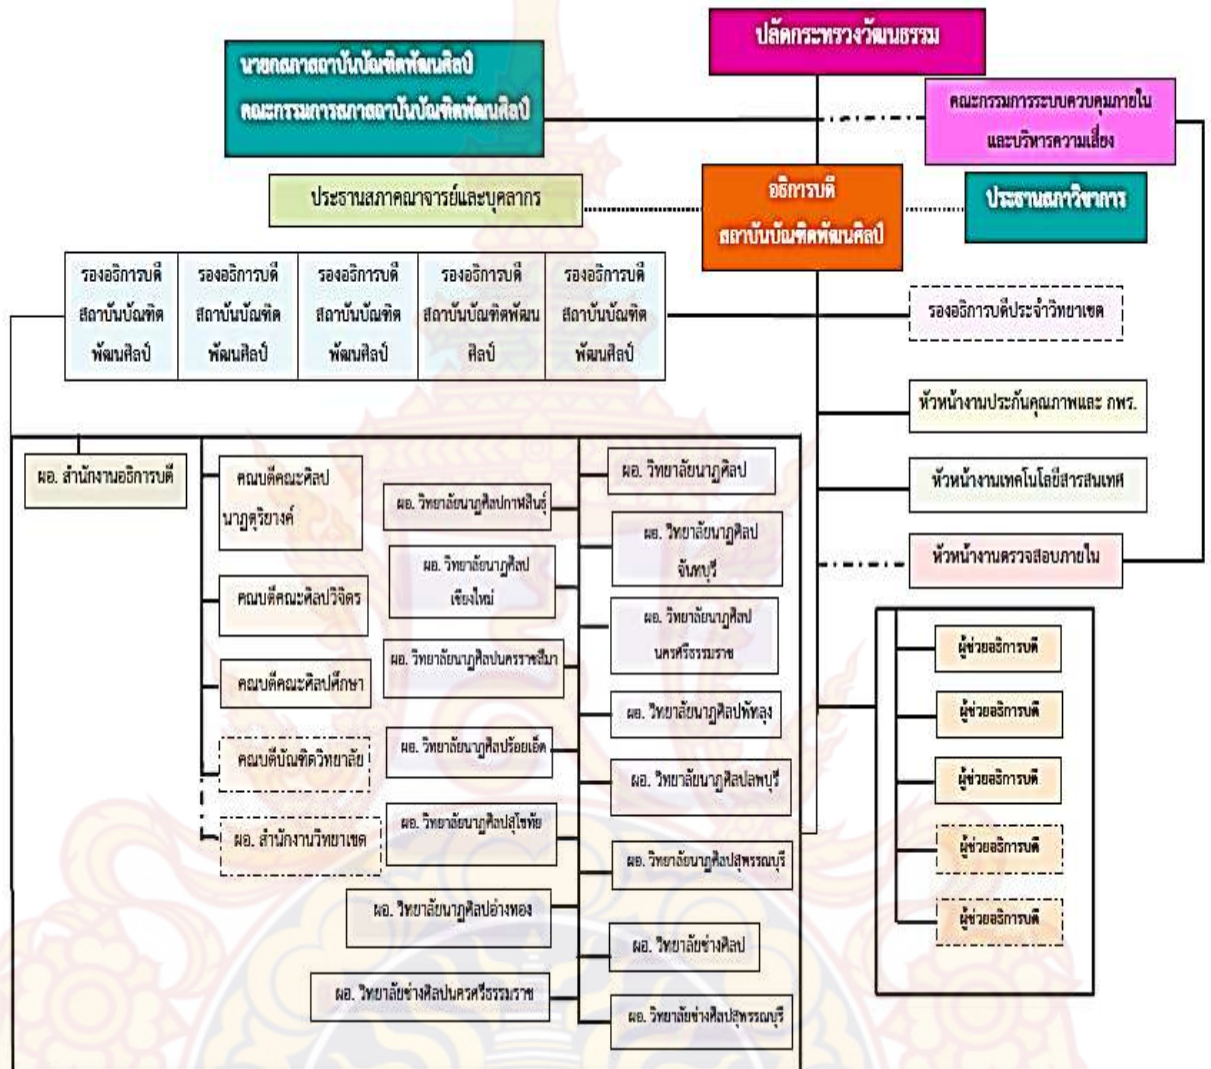 ปลัดกระทรวงวัฒนธรรม
นายกสภาสถาบันบัณฑิตพัฒนศิลป์
คณะกรรมการสภาสถาบันบัณฑิตพัฒนศิลป์
คณะกรรมการระบบควบคุมภายใน
และบริหารความเสี่ยง
ประธานสภาคณาจารย์และบุคลากร
อธิการบดี
สถาบันบัณฑิตพัฒนศิลป์
ประธานสภาวิชาการ
รองอธิการบดี
สถาบันบัณฑิต
พัฒนศิลป์
รองอธิการบดี
สถาบันบัณฑิต
พัฒนศิลป์
รองอธิการบดี
สถาบันบัณฑิต
พัฒนศิลป์
รองอธิการบดี
สถาบันบัณฑิตพัฒน
ศิลป์
รองอธิการบดี
สถาบันบัณฑิต
พัฒนศิลป์
รองอธิการบดีประจำวิทยาเขต
หัวหน้างานประกันคุณภาพและ กพร.
หัวหน้างานเทคโนโลยีสารสนเทศ
หัวหน้างานตรวจสอบภายใน
ผอ. สำนักงานอธิการบดี
คณบดีคณะศิลป
นาฏดุริยางค์
คณบดีคณะศิลปวิจิตร
คณบดีคณะศิลปศึกษา
คณบดีบัณฑิตวิทยาลัย
ผอ. สำนักงานวิทยาเขต
ผอ. วิทยาลัยนาฏศิลปกาฬสินธุ์
ผอ. วิทยาลัยนาฏศิลป
เชียงใหม่
ผอ. วิทยาลัยนาฏศิลปนครราชสีมา
ผอ. วิทยาลัยนาฏศิลปร้อยเอ็ด
ผอ. วิทยาลัยนาฏศิลปสุโขทัย
ผอ. วิทยาลัยนาฏศิลปอ่างทอง
ผอ. วิทยาลัยช่างศิลปนครศรีธรรมราช
ผอ. วิทยาลัยนาฏศิลป
ผอ. วิทยาลัยนาฏศิลป
จันทบุรี
ผอ. วิทยาลัยนาฏศิลป
นครศรีธรรมราช
ผอ. วิทยาลัยนาฏศิลปพัทลุง
ผอ. วิทยาลัยนาฏศิลปลพบุรี
ผอ. วิทยาลัยนาฏศิลปสุพรรณบุรี
ผอ. วิทยาลัยช่างศิลป
ผอ. วิทยาลัยช่างศิลปสุพรรณบุรี
ผู้ช่วยอธิการบดี
ผู้ช่วยอธิการบดี
ผู้ช่วยอธิการบดี
ผู้ช่วยอธิการบดี
ผู้ช่วยอธิการบดี